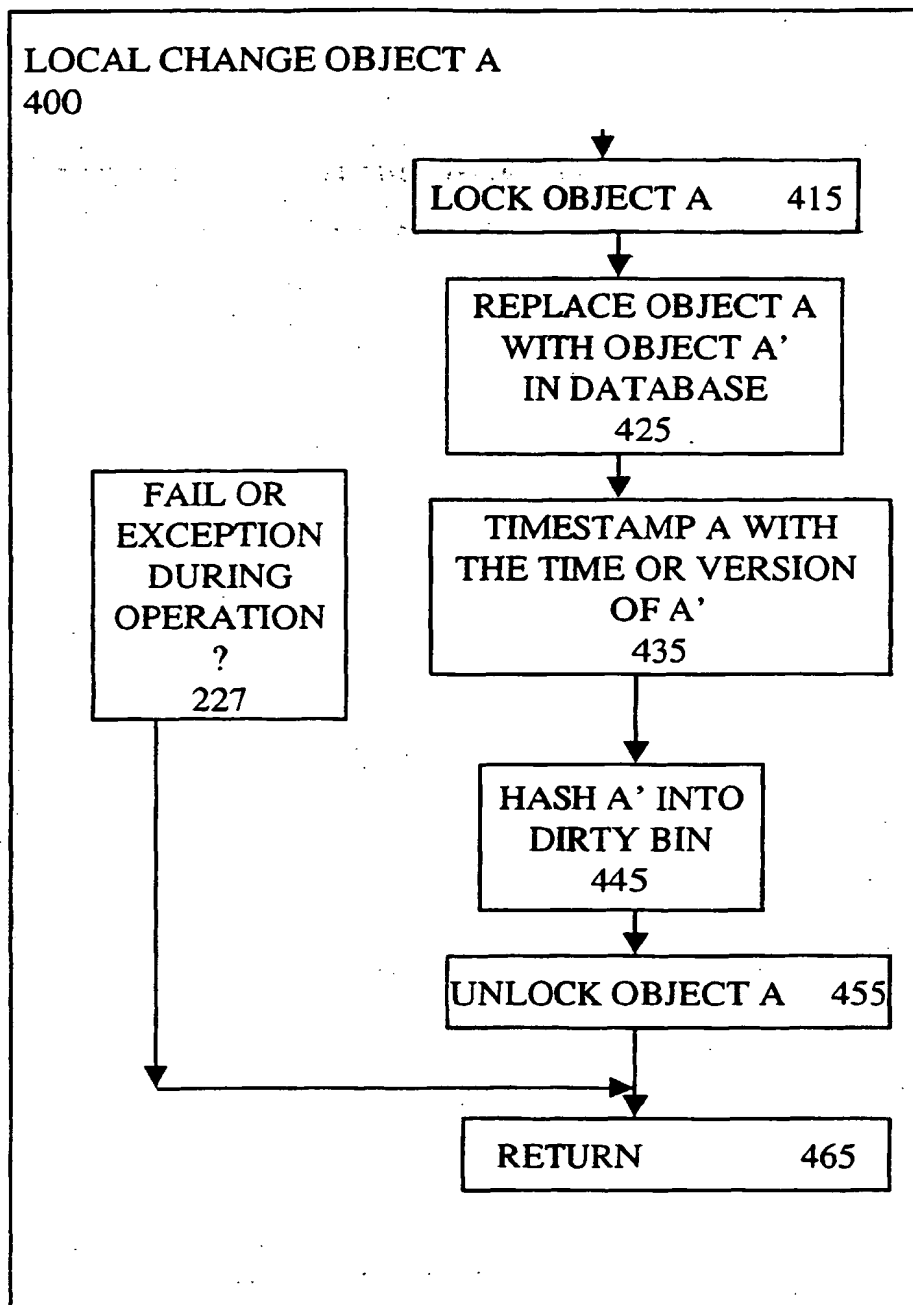 LOCAL CHANGE OBJECT A
400
LOCK OBJECT A 415
REPLACE OBJECT A
WITH OBJECT A'
IN DATABASE
425
FAIL OR
EXCEPTION
DURING
OPERATION
?
227
TIMESTAMP A WITH
THE TIME OR VERSION
OF A'
435
HASH A' INTO
DIRTY BIN
445
UNLOCK OBJECT A 455
RETURN 465